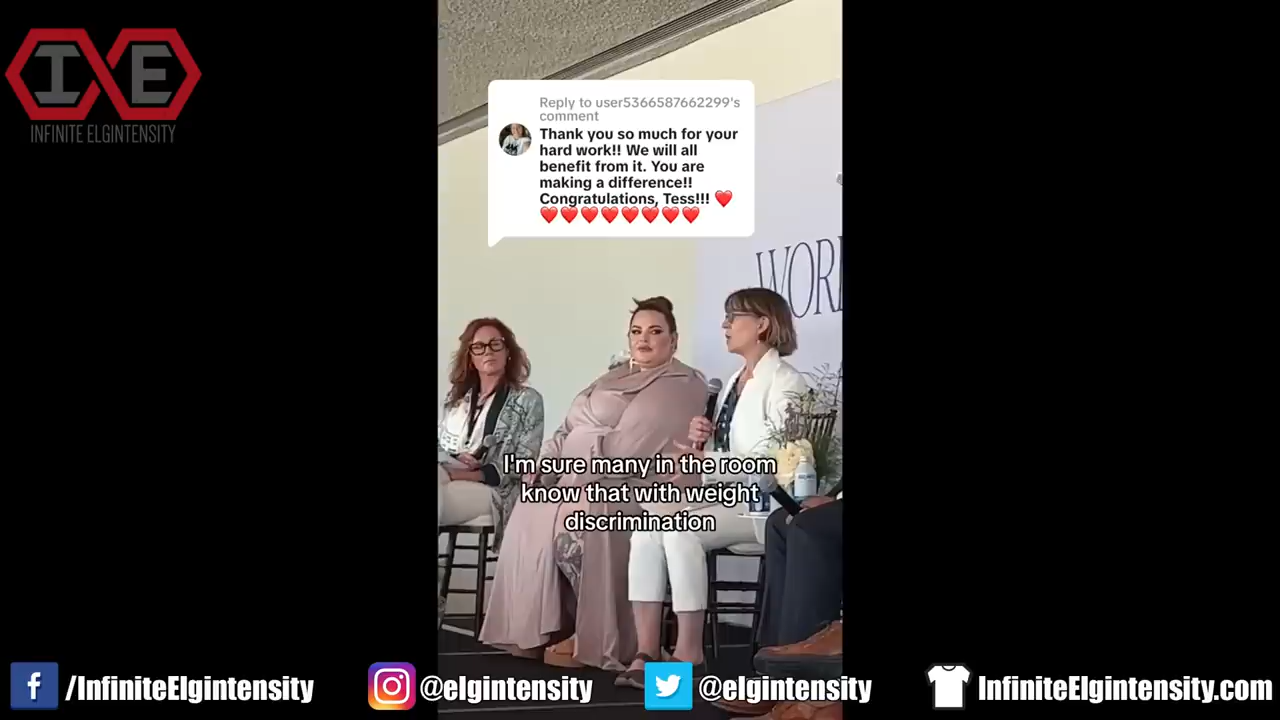 IE
INFINITE ELGINTENSITY
Reply to user5366587662299's
comment
Thank you so much for your
hard work!! We will all
benefit from it. You are
making a difference!!
Congratulations, Tess!!! ❤️
❤️❤️❤️❤️❤️❤️❤️❤️
I'm sure many in the room
know that with weight
discrimination
f /InfiniteElgintensity
@elgintensity
@elgintensity
InfiniteElgintensity.com